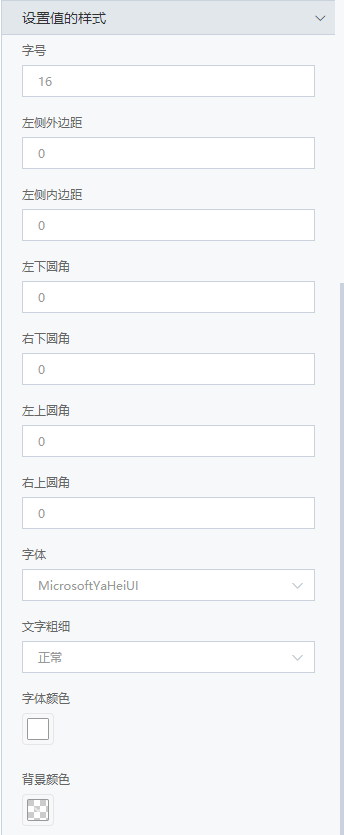 设置值的样式
字号
16
左侧外边距
0
左侧内边距
0
左下圆角
0
右下圆角
0
左上圆角
0
右上圆角
0
字体
MicrosoftYaHeiUI
文字粗细
正常
字体颜色
背景颜色